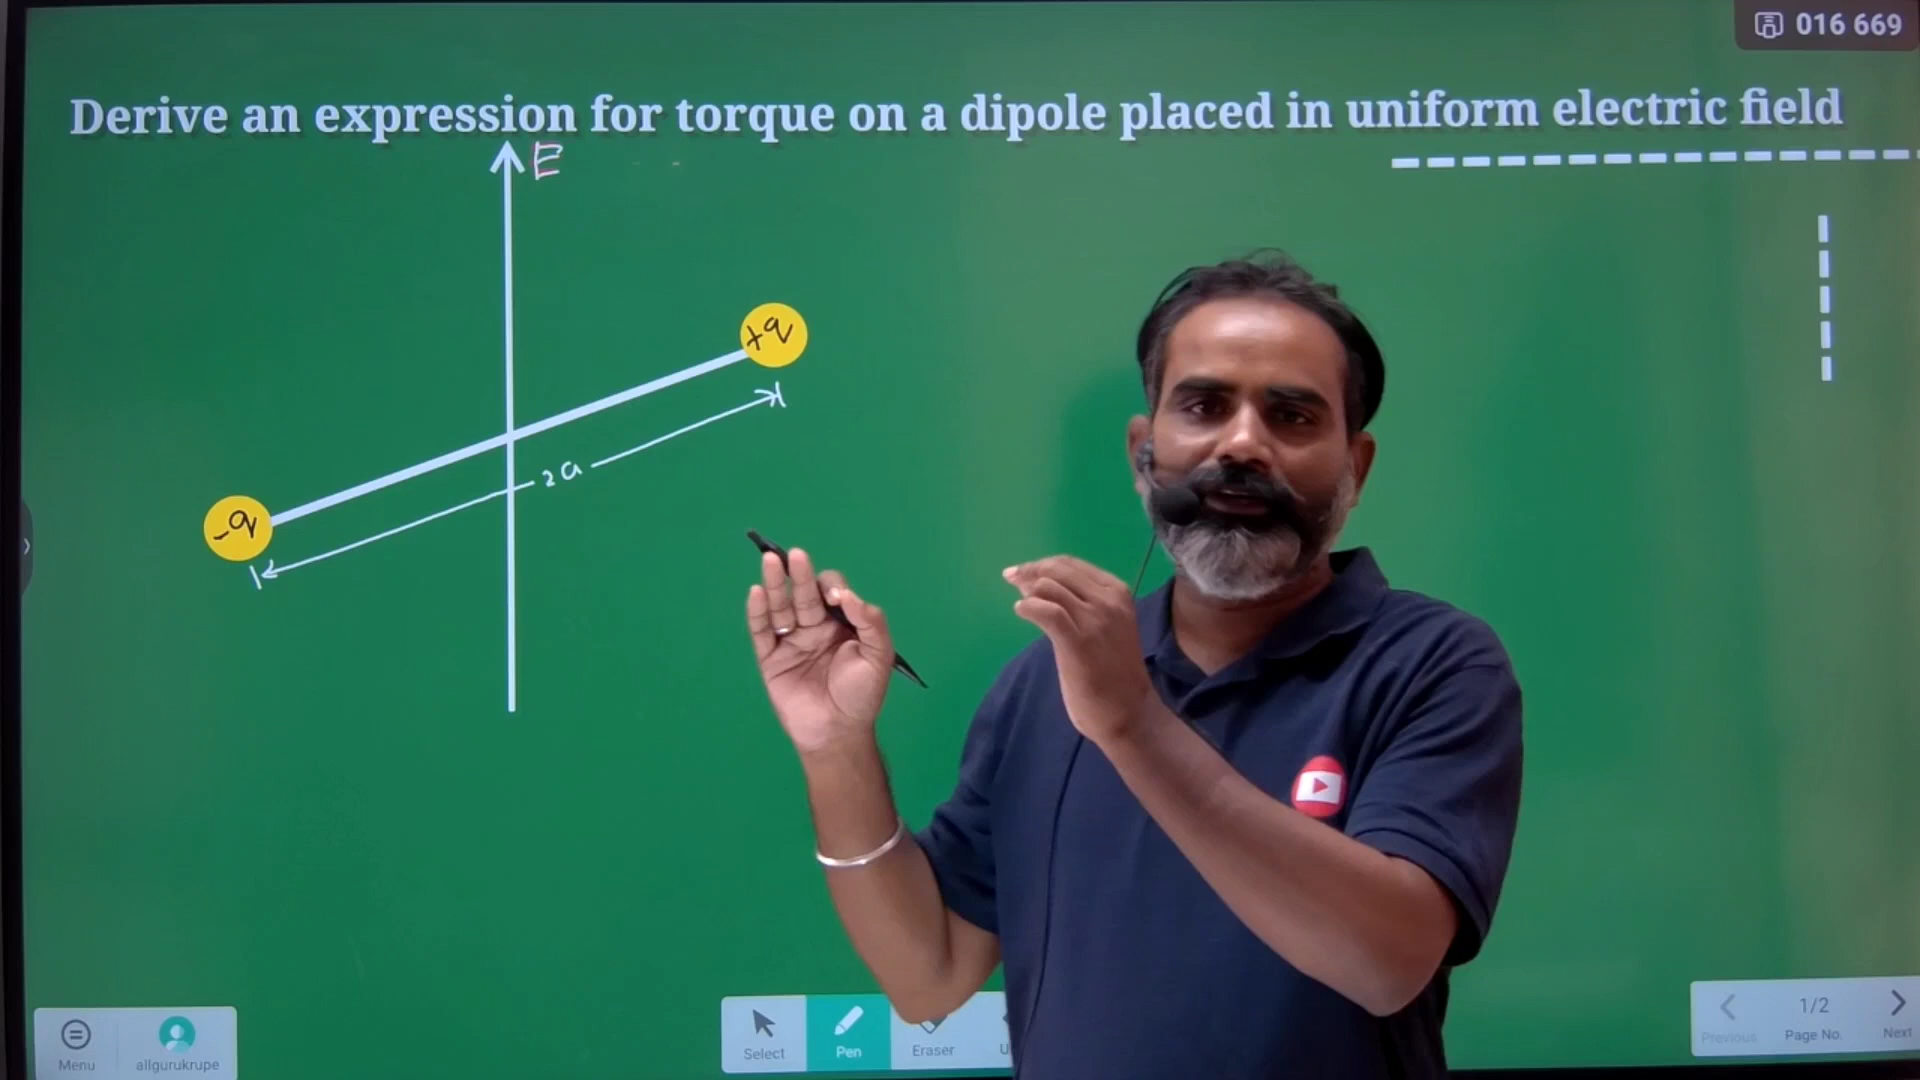 016 669
Derive an expression for torque on a dipole placed in uniform electric field
E
+q
2a
-q
Menu
allgurukrupe
Select
Pen
Eraser
U
Previous
1/2
Page No.
Next